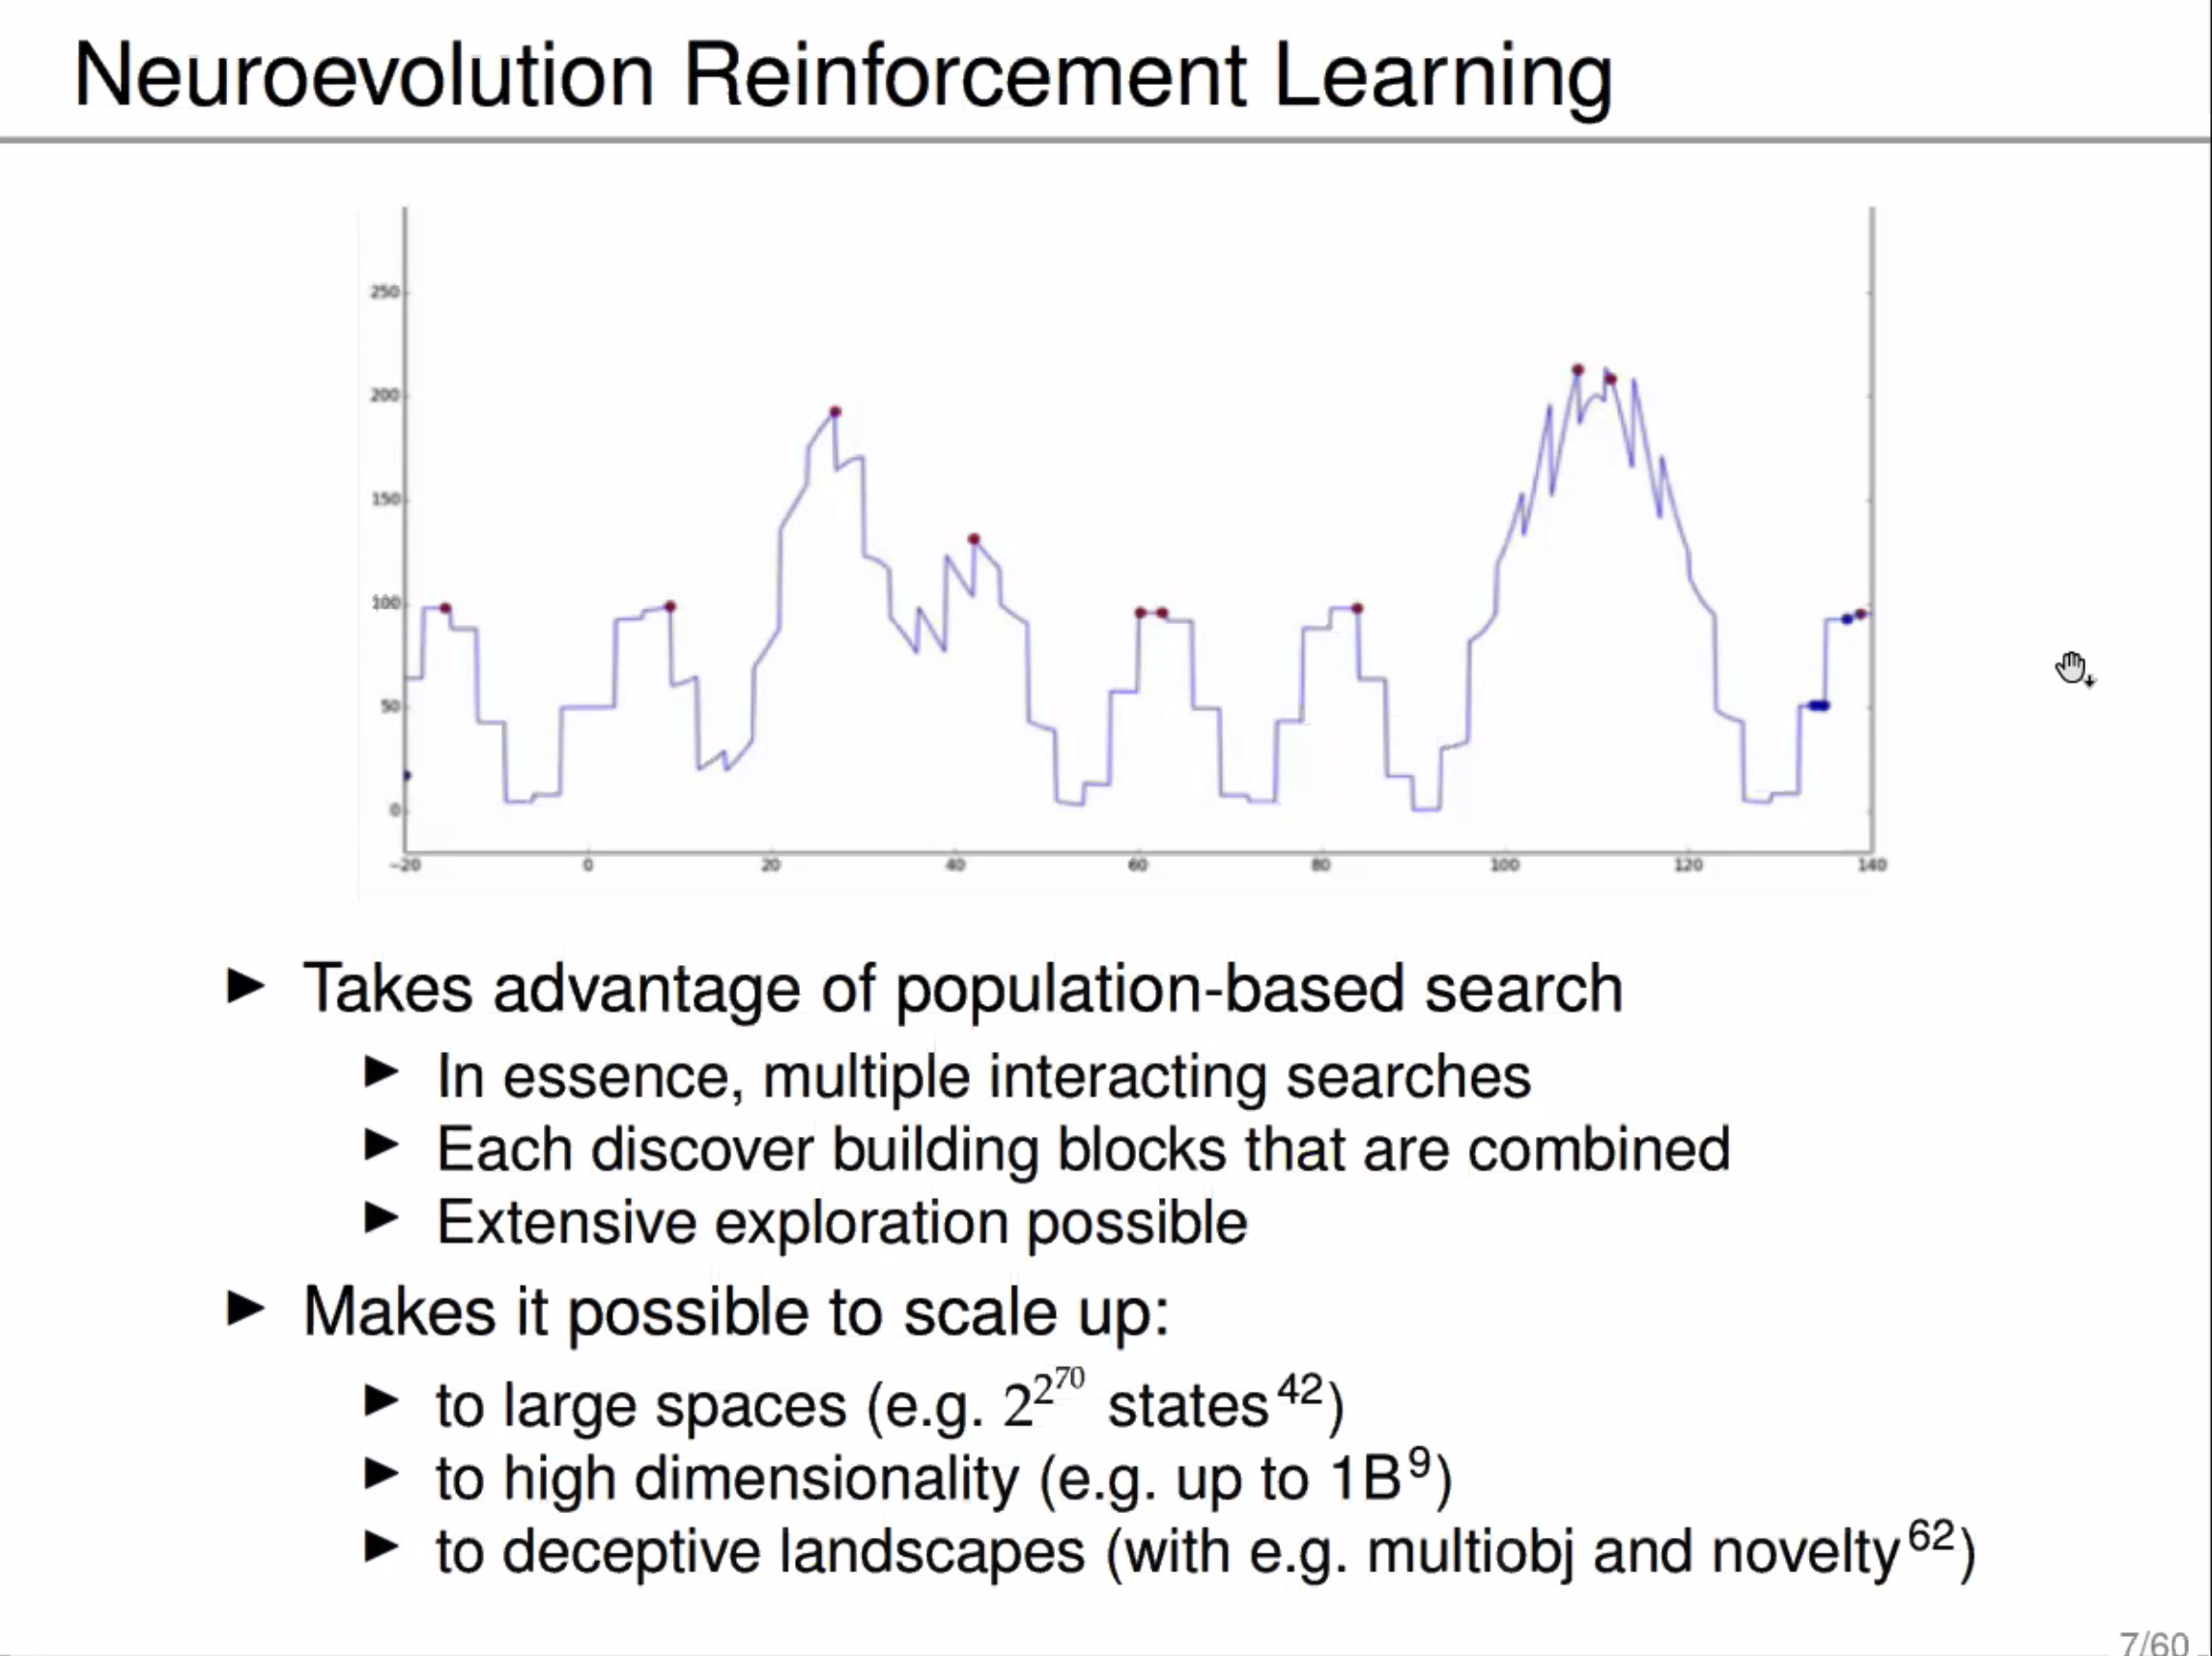 Neuroevolution Reinforcement Learning
250
200
150
100
50
0
−20 0 20 40 60 80 100 120 140
► Takes advantage of population-based search
► In essence, multiple interacting searches
► Each discover building blocks that are combined
► Extensive exploration possible
► Makes it possible to scale up:
► to large spaces (e.g. 2^2^70 states^42)
► to high dimensionality (e.g. up to 1B^9)
► to deceptive landscapes (with e.g. multiobj and novelty^62)
7/60